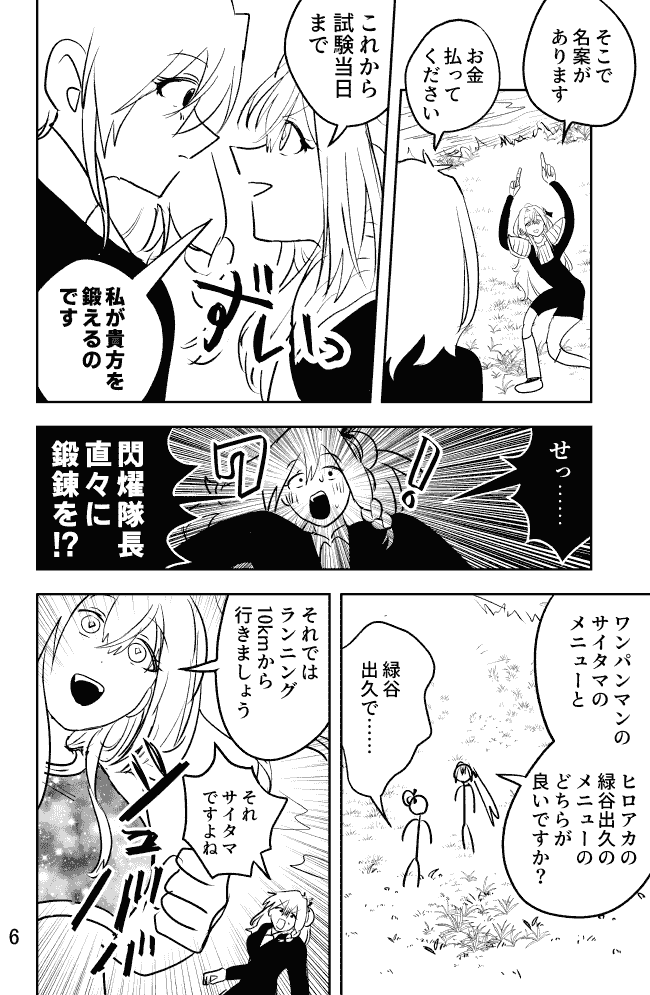 そこで
名案が
あります
お金
払って
ください
これから
試験当日
まで
私が貴方を
鍛えるの
です
ずずいっ
せっ……
閃燿隊長
直々に
鍛錬を!?
ワンパンマンの
サイタマの
メニューと
ヒロアカの
緑谷出久の
メニューの
どちらが
良いですか?
緑谷
出久で……
それでは
ランニング
10kmから
行きましょう
それ
サイタマ
ですよね
6